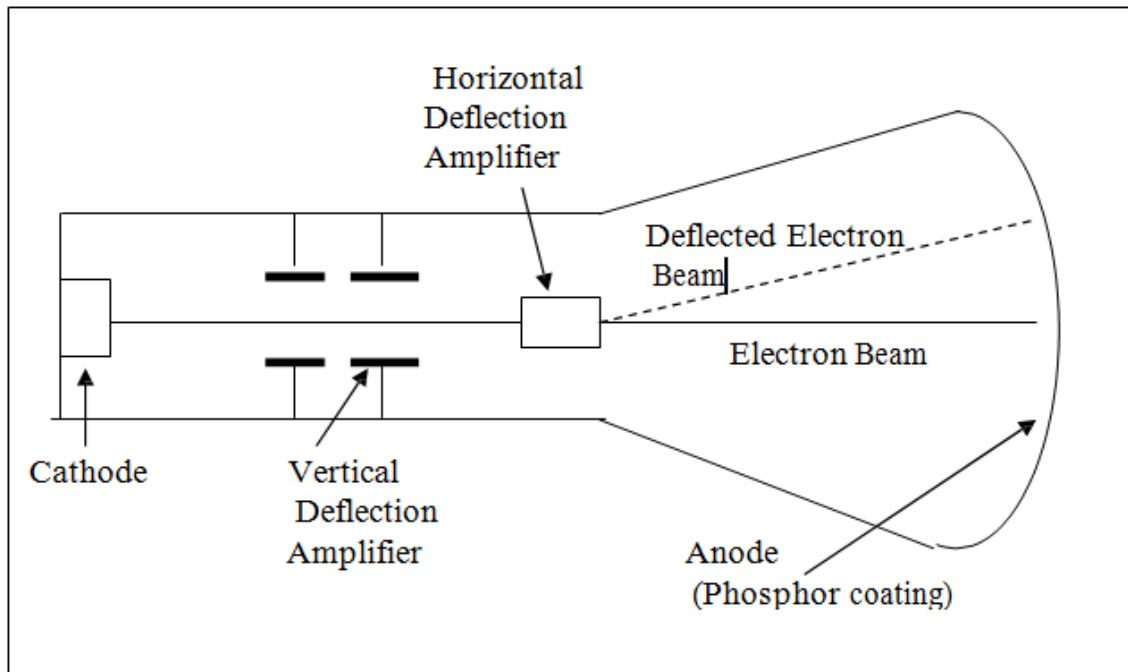 Horizontal
Deflection
Amplifier
Deflected Electron
Beam
Electron Beam
Cathode
Vertical
Deflection
Amplifier
Anode
(Phosphor coating)